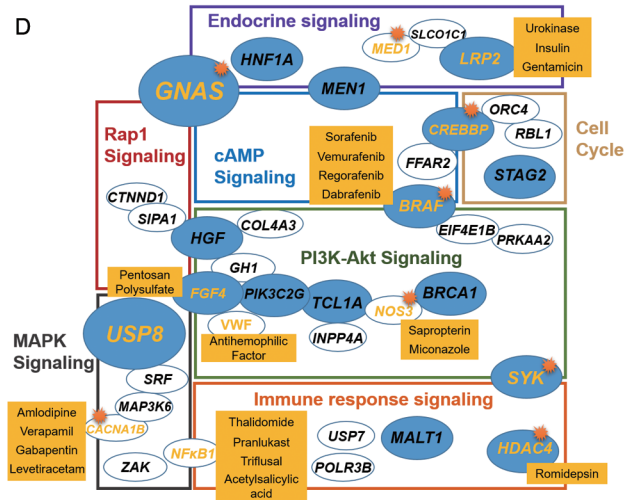 D
Endocrine signaling
HNF1A
MED1
SLCO1C1
LRP2
Urokinase
Insulin
Gentamicin
GNAS
MEN1
Rap1
Signaling
cAMP
Signaling
Sorafenib
Vemurafenib
Regorafenib
Dabrafenib
CREBBP
FFAR2
BRAF
ORC4
RBL1
STAG2
Cell
Cycle
CTNND1
SIPA1
HGF
COL4A3
EIF4E1B
PRKAA2
PI3K-Akt Signaling
GH1
Pentosan
Polysulfate
FGF4
PIK3C2G
TCL1A
NOS3
BRCA1
VWF
Antihemophilic
Factor
INPP4A
Sapropterin
Miconazole
MAPK
Signaling
USP8
SRF
MAP3K6
CACNA1B
Amlodipine
Verapamil
Gabapentin
Levetiracetam
ZAK
NFκB1
SYK
Immune response signaling
Thalidomide
Pranlukast
Triflusal
Acetylsalicylic
acid
USP7
POLR3B
MALT1
HDAC4
Romidepsin